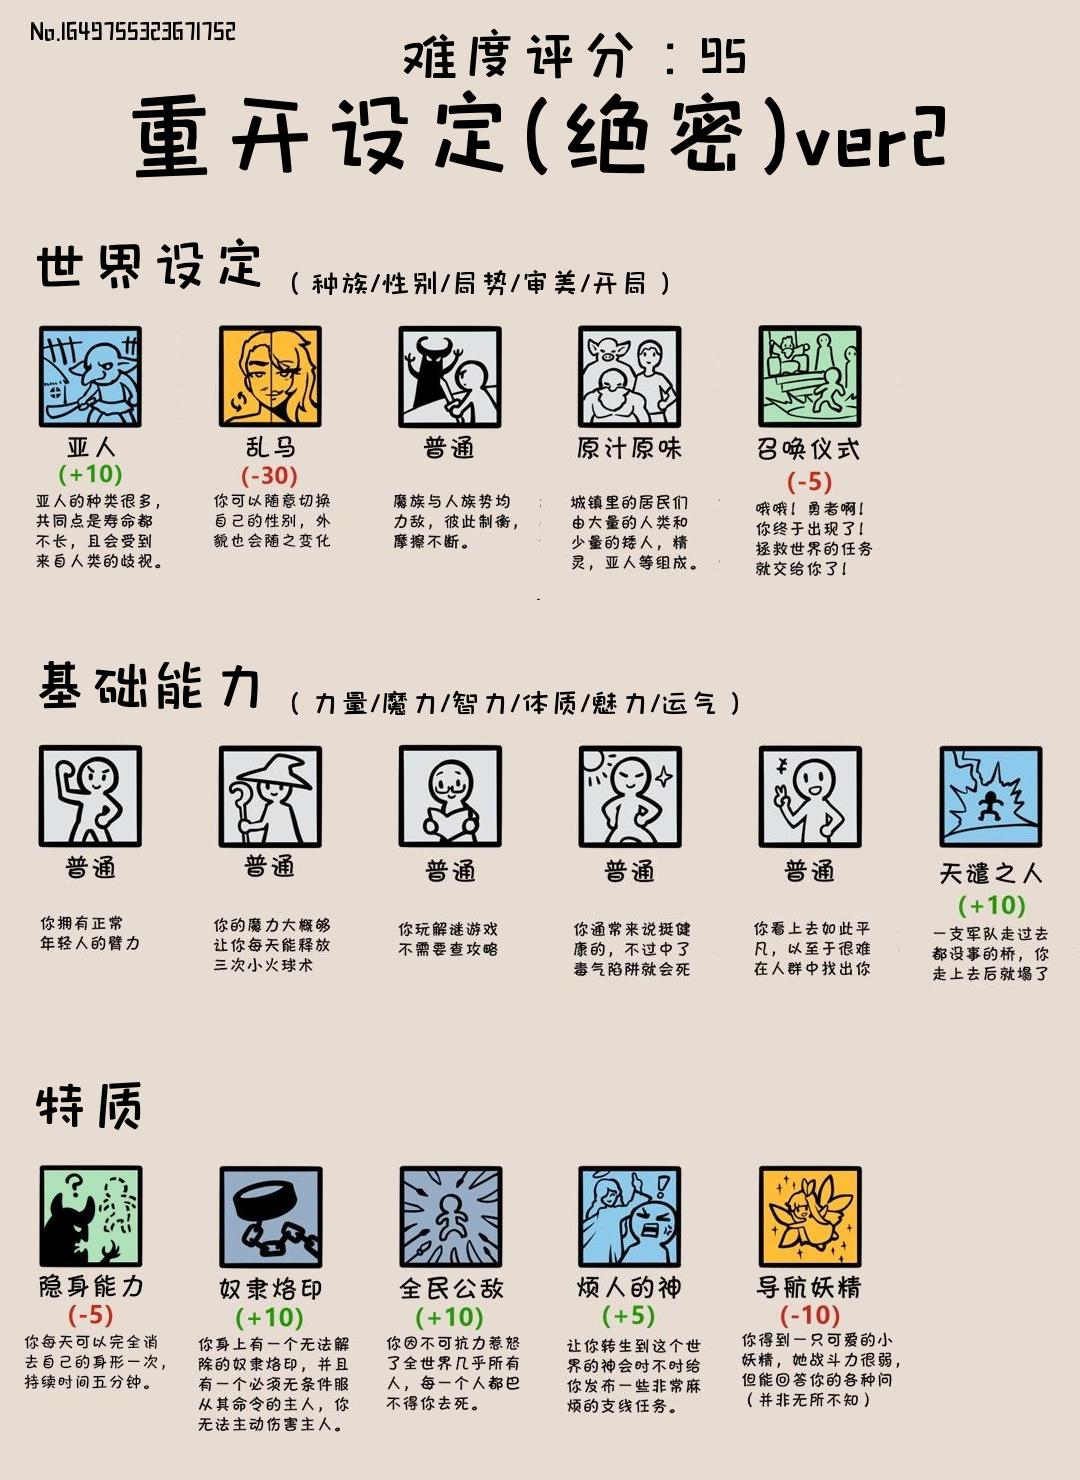 No.1649755323671752
难度评分：95
重开设定(绝密)ver2
世界设定（种族/性别/局势/审美/开局）
亚人
(+10)
亚人的种类很多，
共同点是寿命都
不长，且会受到
来自人类的歧视。
乱马
(-30)
你可以随意切换
自己的性别，外
貌也会随之变化
普通
魔族与人族势均
力敌，彼此制衡，
摩擦不断。
原汁原味
城镇里的居民们
由大量的人类和
少量的矮人，精
灵，亚人等组成。
召唤仪式
(-5)
哦哦！勇者啊！
你终于出现了！
拯救世界的任务
就交给你了！
基础能力（力量/魔力/智力/体质/魅力/运气）
普通
你拥有正常
年轻人的臂力
普通
你的魔力大概够
让你每天能释放
三次小火球术
普通
你玩解谜游戏
不需要查攻略
普通
你通常来说挺健
康的，不过中了
毒气陷阱就会死
普通
你看上去如此平
凡，以至于很难
在人群中找出你
天谴之人
(+10)
一支军队走过去
都没事的桥，你
走上去后就塌了
特质
隐身能力
(-5)
你每天可以完全消
去自己的身形一次，
持续时间五分钟。
奴隶烙印
(+10)
你身上有一个无法解
除的奴隶烙印，并且
有一个必须无条件服
从其命令的主人，你
无法主动伤害主人。
全民公敌
(+10)
你因不可抗力惹怒
了全世界几乎所有
人，每一个人都巴
不得你去死。
烦人的神
(+5)
让你转生到这个世
界的神会时不时给
你发布一些非常麻
烦的支线任务。
导航妖精
(-10)
你得到一只可爱的小
妖精，她战斗力很弱，
但能回答你的各种问
（并非无所不知）